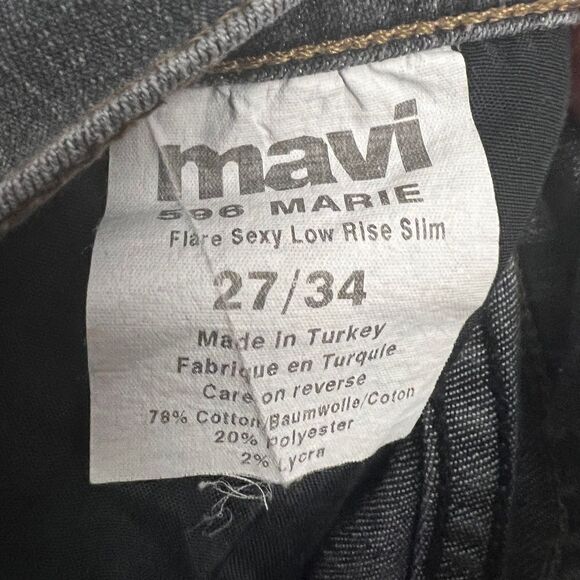 mavi
596 MARIE
Flare Sexy Low Rise Slim
27/34
Made in Turkey
Fabrique en Turquie
Care on reverse
78% Cotton/Baumwolle/Coton
20% polyester
2% Lycra